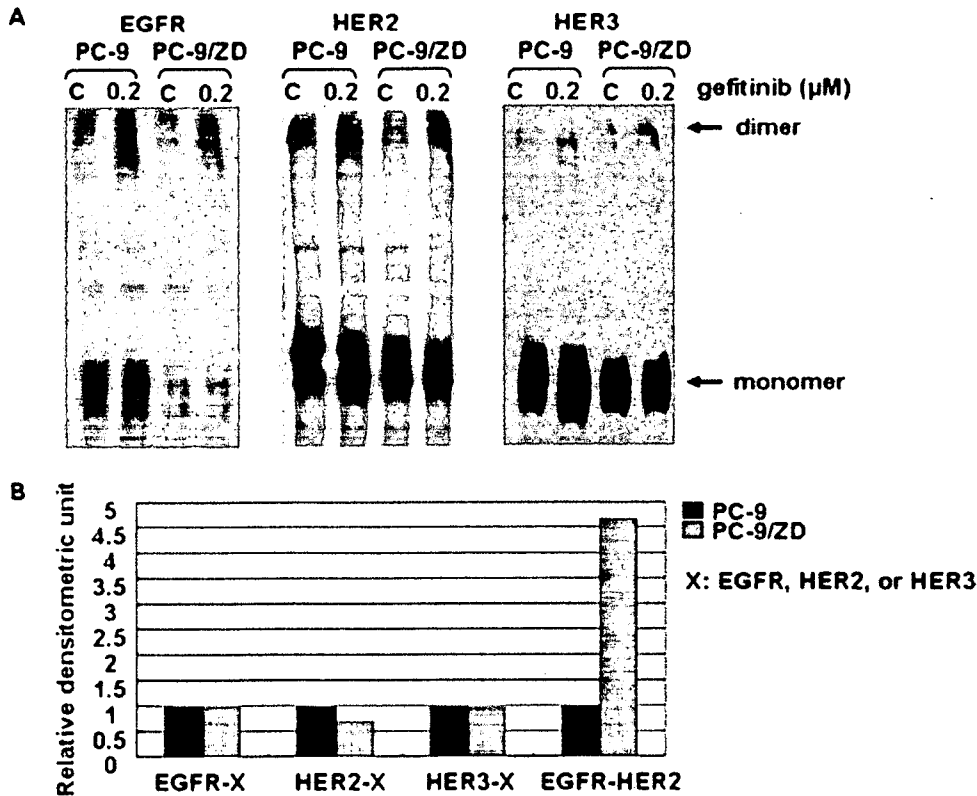 A
EGFR HER2 HER3
PC-9 PC-9/ZD PC-9 PC-9/ZD PC-9 PC-9/ZD
C 0.2 C 0.2 C 0.2 C 0.2 C 0.2 C 0.2 gefitinib (µM)
dimer
monomer
B
Relative densitometric unit
5
4.5
4
3.5
3
2.5
2
1.5
1
0.5
0
EGFR-X HER2-X HER3-X EGFR-HER2
PC-9
PC-9/ZD
X: EGFR, HER2, or HER3